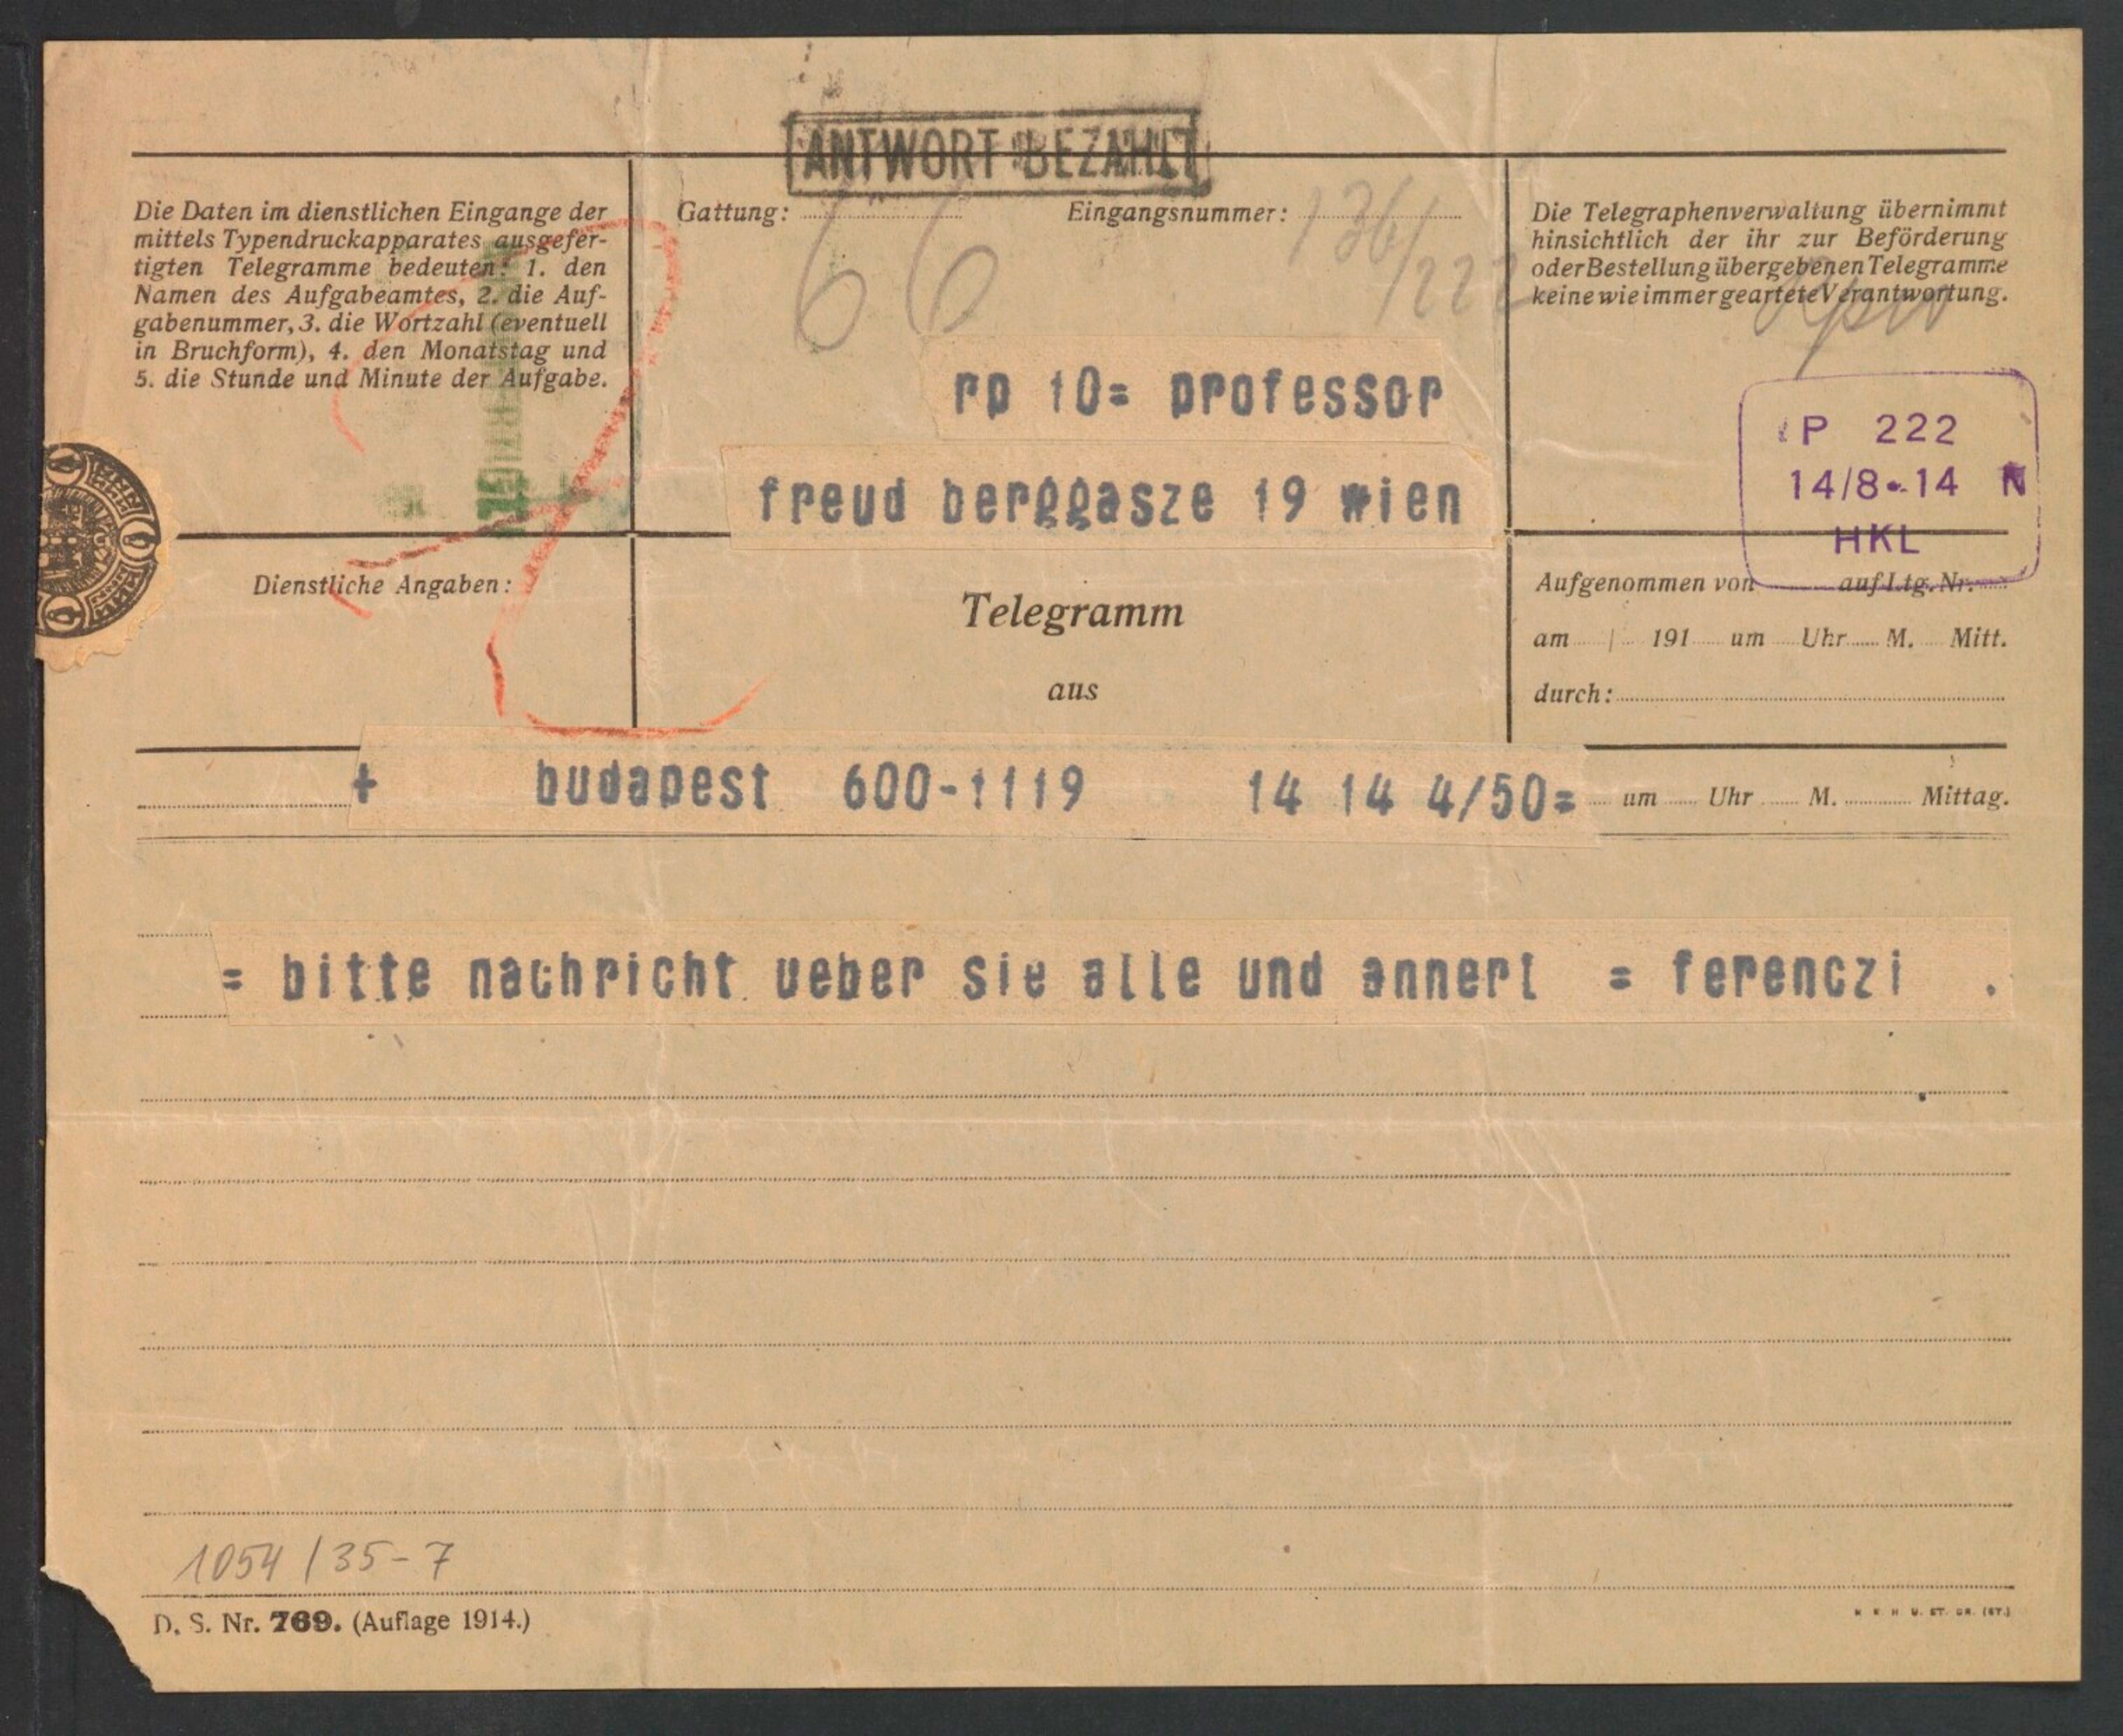 ANTWORT BEZAHLT
Die Daten im dienstlichen Eingange der
mittels Typendruckapparates ausgefer-
tigten Telegramme bedeuten: 1. den
Namen des Aufgabeamtes, 2. die Auf-
gabenummer, 3. die Wortzahl (eventuell
in Bruchform), 4. den Monatstag und
5. die Stunde und Minute der Aufgabe.
Gattung:
Eingangsnummer: 136/222
66
Die Telegraphenverwaltung übernimmt
hinsichtlich der ihr zur Beförderung
oder Bestellung übergebenen Telegramme
keine wie immer geartete Verantwortung.
rp 10= professor
freud berggasze 19 wien
P 222
14/8-14 N
HKL
Dienstliche Angaben:
Telegramm
aus
Aufgenommen von auf Ltg. Nr.
am / 191 um Uhr M. Mitt.
durch:
+ budapest 600-1119 14 14 4/50= um Uhr M. Mittag.
= bitte nachricht ueber sie alle und annerl = ferenczi .
1054/35-7
D. S. Nr. 769. (Auflage 1914.)